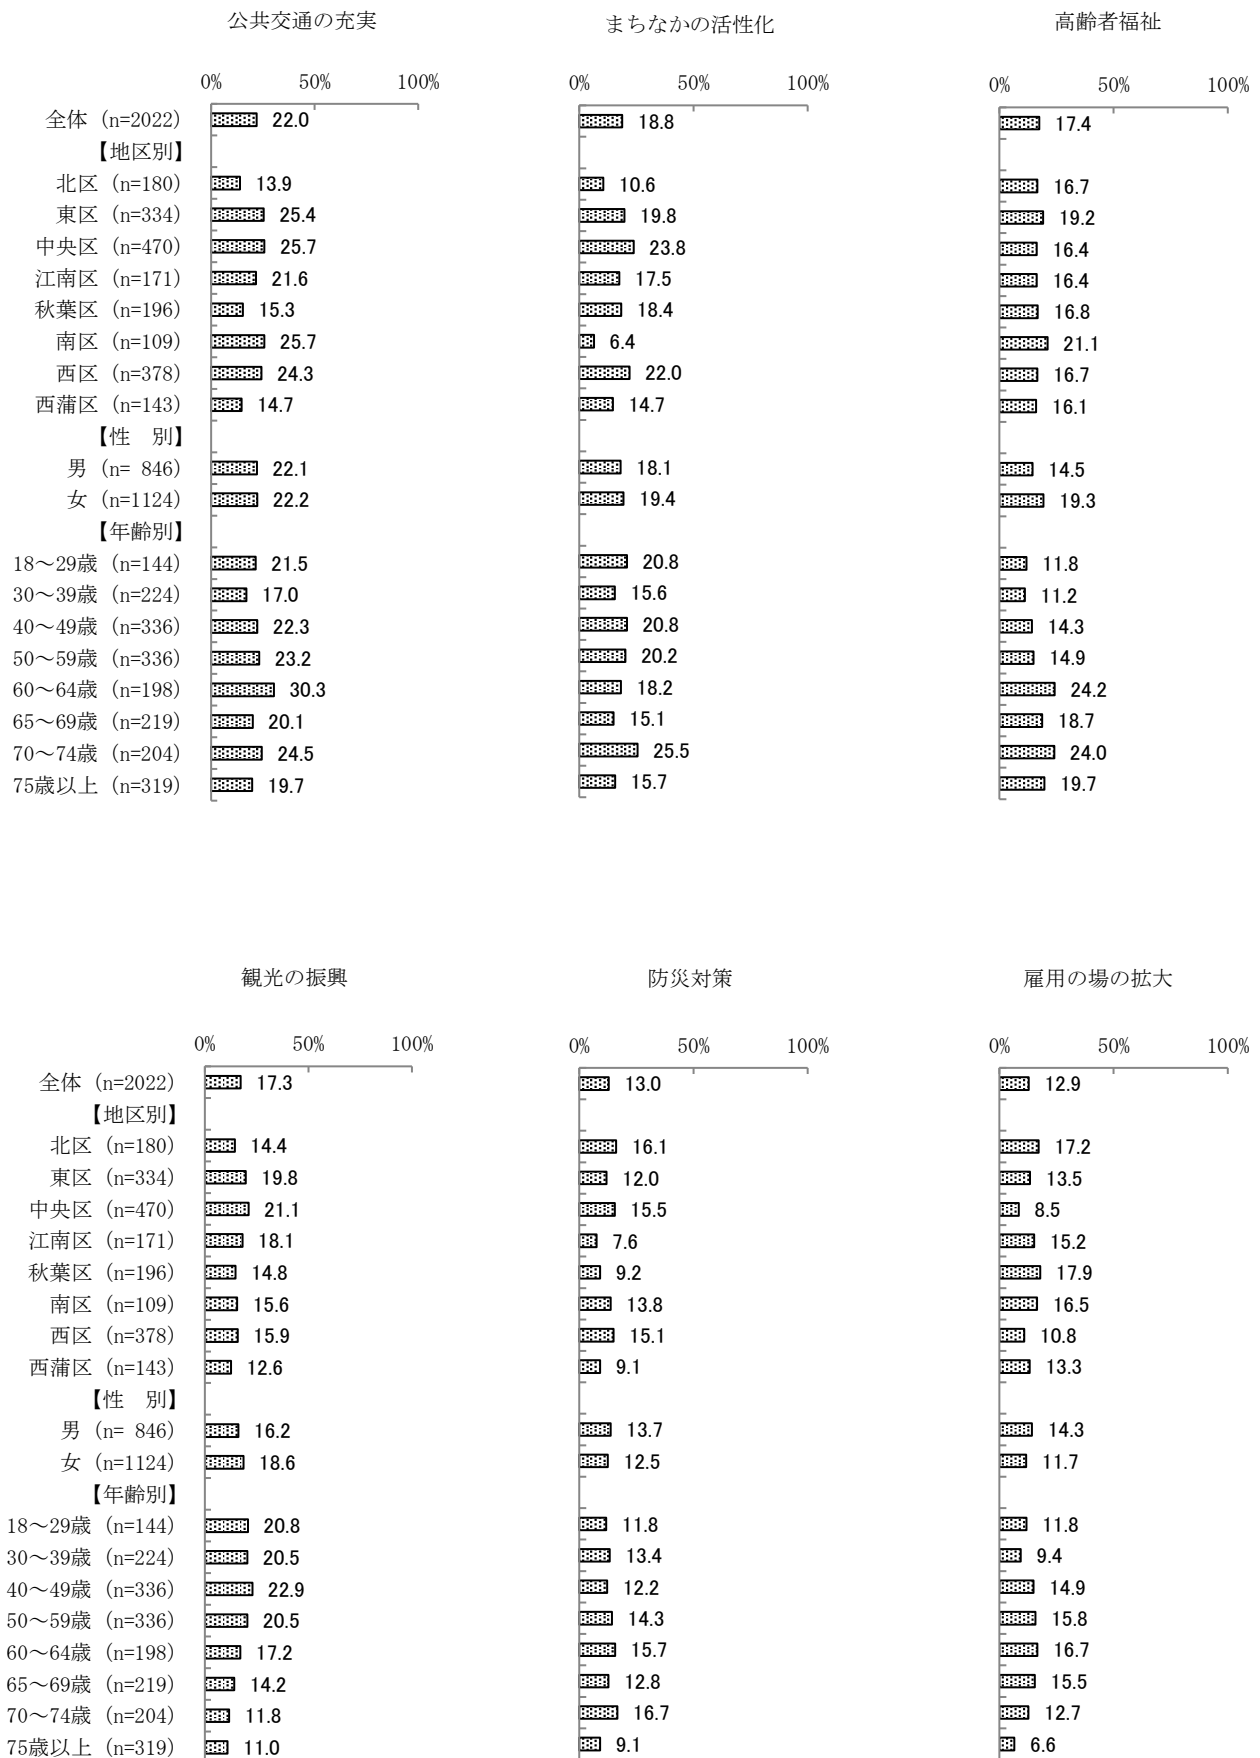 公共交通の充実 まちなかの活性化 高齢者福祉
0% 50% 100% 0% 50% 100% 0% 50% 100%
全体 (n=2022) 22.0 18.8 17.4
【地区別】
北区 (n=180) 13.9 10.6 16.7
東区 (n=334) 25.4 19.8 19.2
中央区 (n=470) 25.7 23.8 16.4
江南区 (n=171) 21.6 17.5 16.4
秋葉区 (n=196) 15.3 18.4 16.8
南区 (n=109) 25.7 6.4 21.1
西区 (n=378) 24.3 22.0 16.7
西蒲区 (n=143) 14.7 14.7 16.1
【性　別】
男 (n= 846) 22.1 18.1 14.5
女 (n=1124) 22.2 19.4 19.3
【年齢別】
18～29歳 (n=144) 21.5 20.8 11.8
30～39歳 (n=224) 17.0 15.6 11.2
40～49歳 (n=336) 22.3 20.8 14.3
50～59歳 (n=336) 23.2 20.2 14.9
60～64歳 (n=198) 30.3 18.2 24.2
65～69歳 (n=219) 20.1 15.1 18.7
70～74歳 (n=204) 24.5 25.5 24.0
75歳以上 (n=319) 19.7 15.7 19.7
観光の振興 防災対策 雇用の場の拡大
0% 50% 100% 0% 50% 100% 0% 50% 100%
全体 (n=2022) 17.3 13.0 12.9
【地区別】
北区 (n=180) 14.4 16.1 17.2
東区 (n=334) 19.8 12.0 13.5
中央区 (n=470) 21.1 15.5 8.5
江南区 (n=171) 18.1 7.6 15.2
秋葉区 (n=196) 14.8 9.2 17.9
南区 (n=109) 15.6 13.8 16.5
西区 (n=378) 15.9 15.1 10.8
西蒲区 (n=143) 12.6 9.1 13.3
【性　別】
男 (n= 846) 16.2 13.7 14.3
女 (n=1124) 18.6 12.5 11.7
【年齢別】
18～29歳 (n=144) 20.8 11.8 11.8
30～39歳 (n=224) 20.5 13.4 9.4
40～49歳 (n=336) 22.9 12.2 14.9
50～59歳 (n=336) 20.5 14.3 15.8
60～64歳 (n=198) 17.2 15.7 16.7
65～69歳 (n=219) 14.2 12.8 15.5
70～74歳 (n=204) 11.8 16.7 12.7
75歳以上 (n=319) 11.0 9.1 6.6